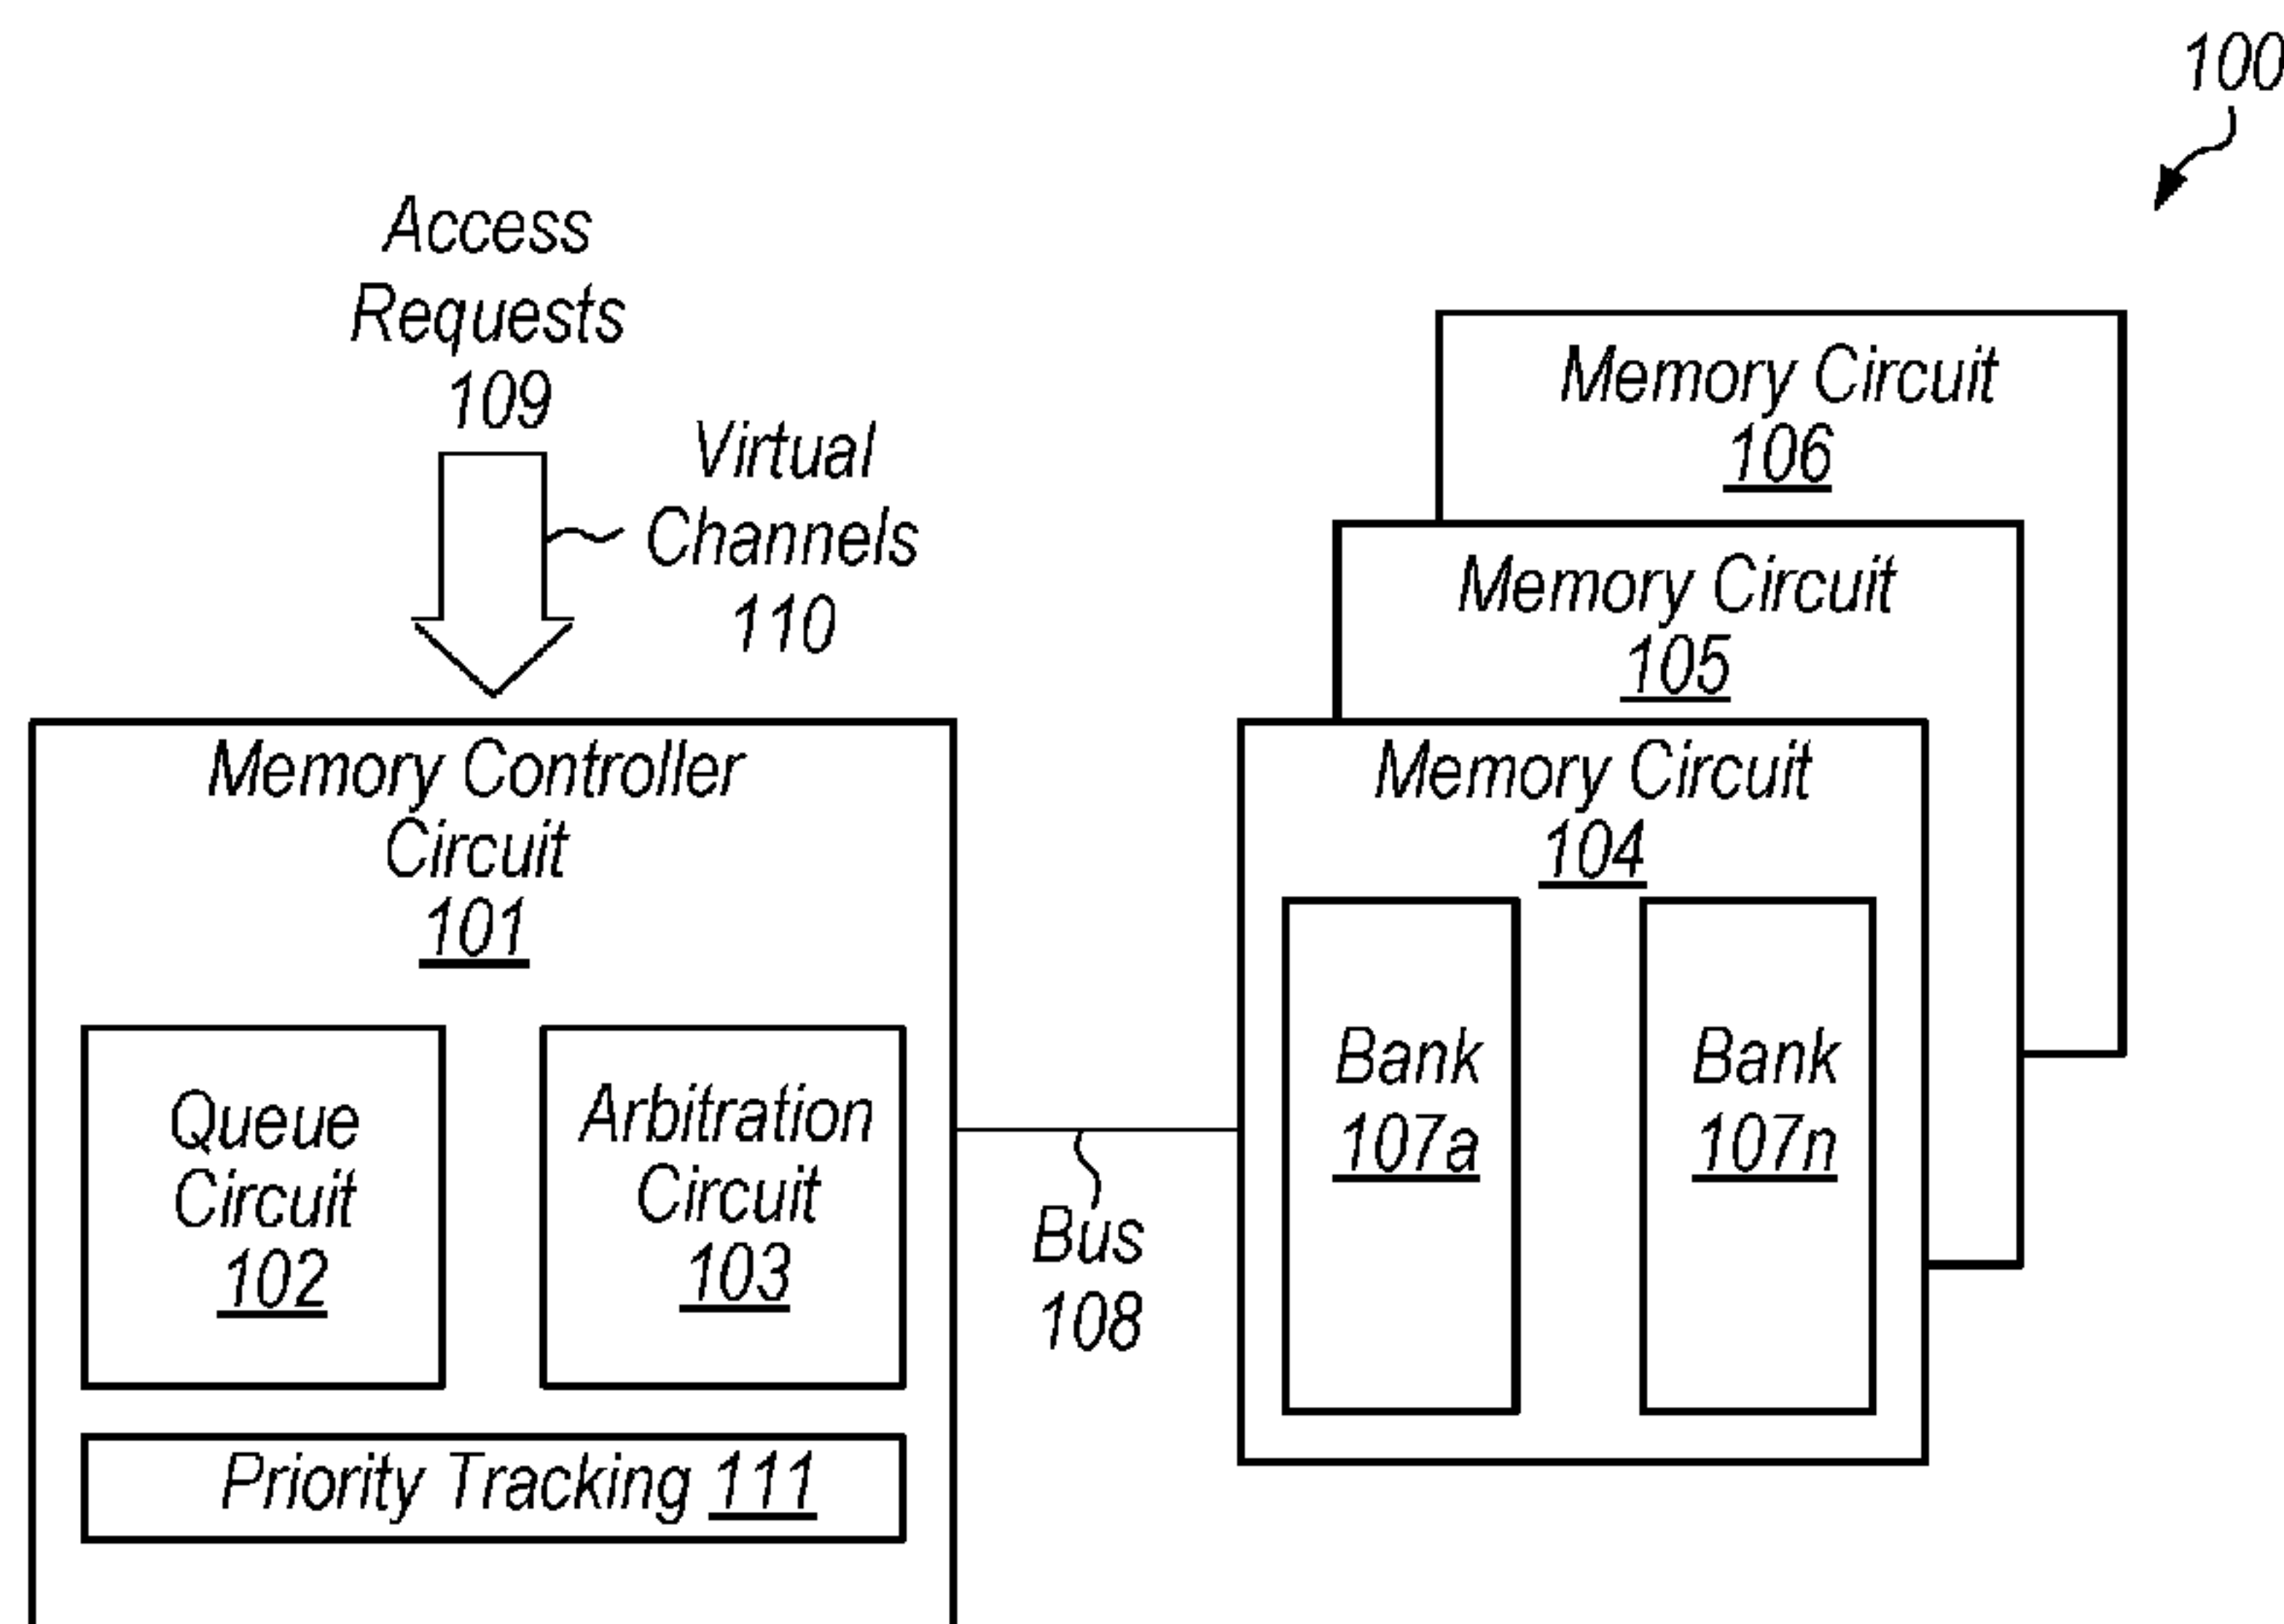 100
Access
Requests
109
Virtual
Channels
110
Memory Circuit
106
Memory Circuit
105
Memory Controller
Circuit
101
Memory Circuit
104
Queue
Circuit
102
Arbitration
Circuit
103
Bus
108
Bank
107a
Bank
107n
Priority Tracking 111